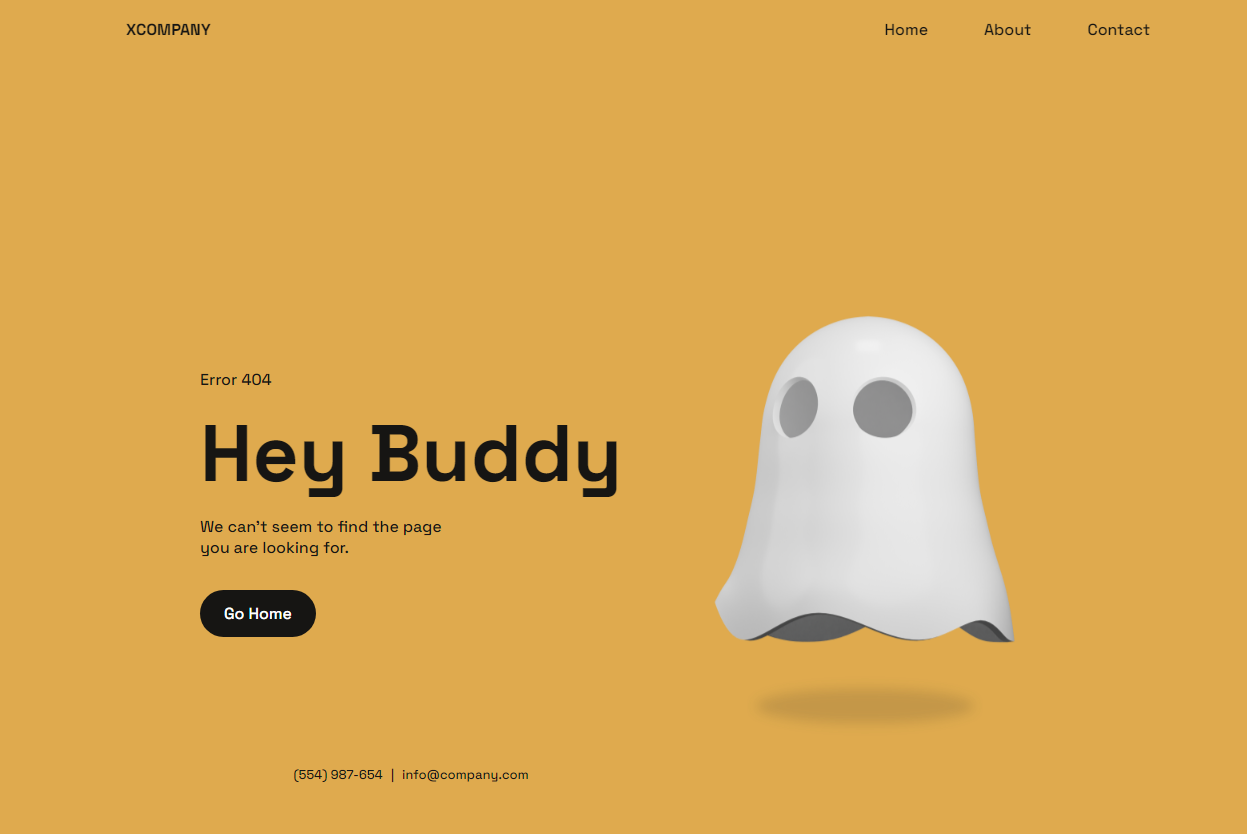 XCOMPANY
Home About Contact
Error 404
Hey Buddy
We can't seem to find the page
you are looking for.
Go Home
(554) 987-654 | info@company.com